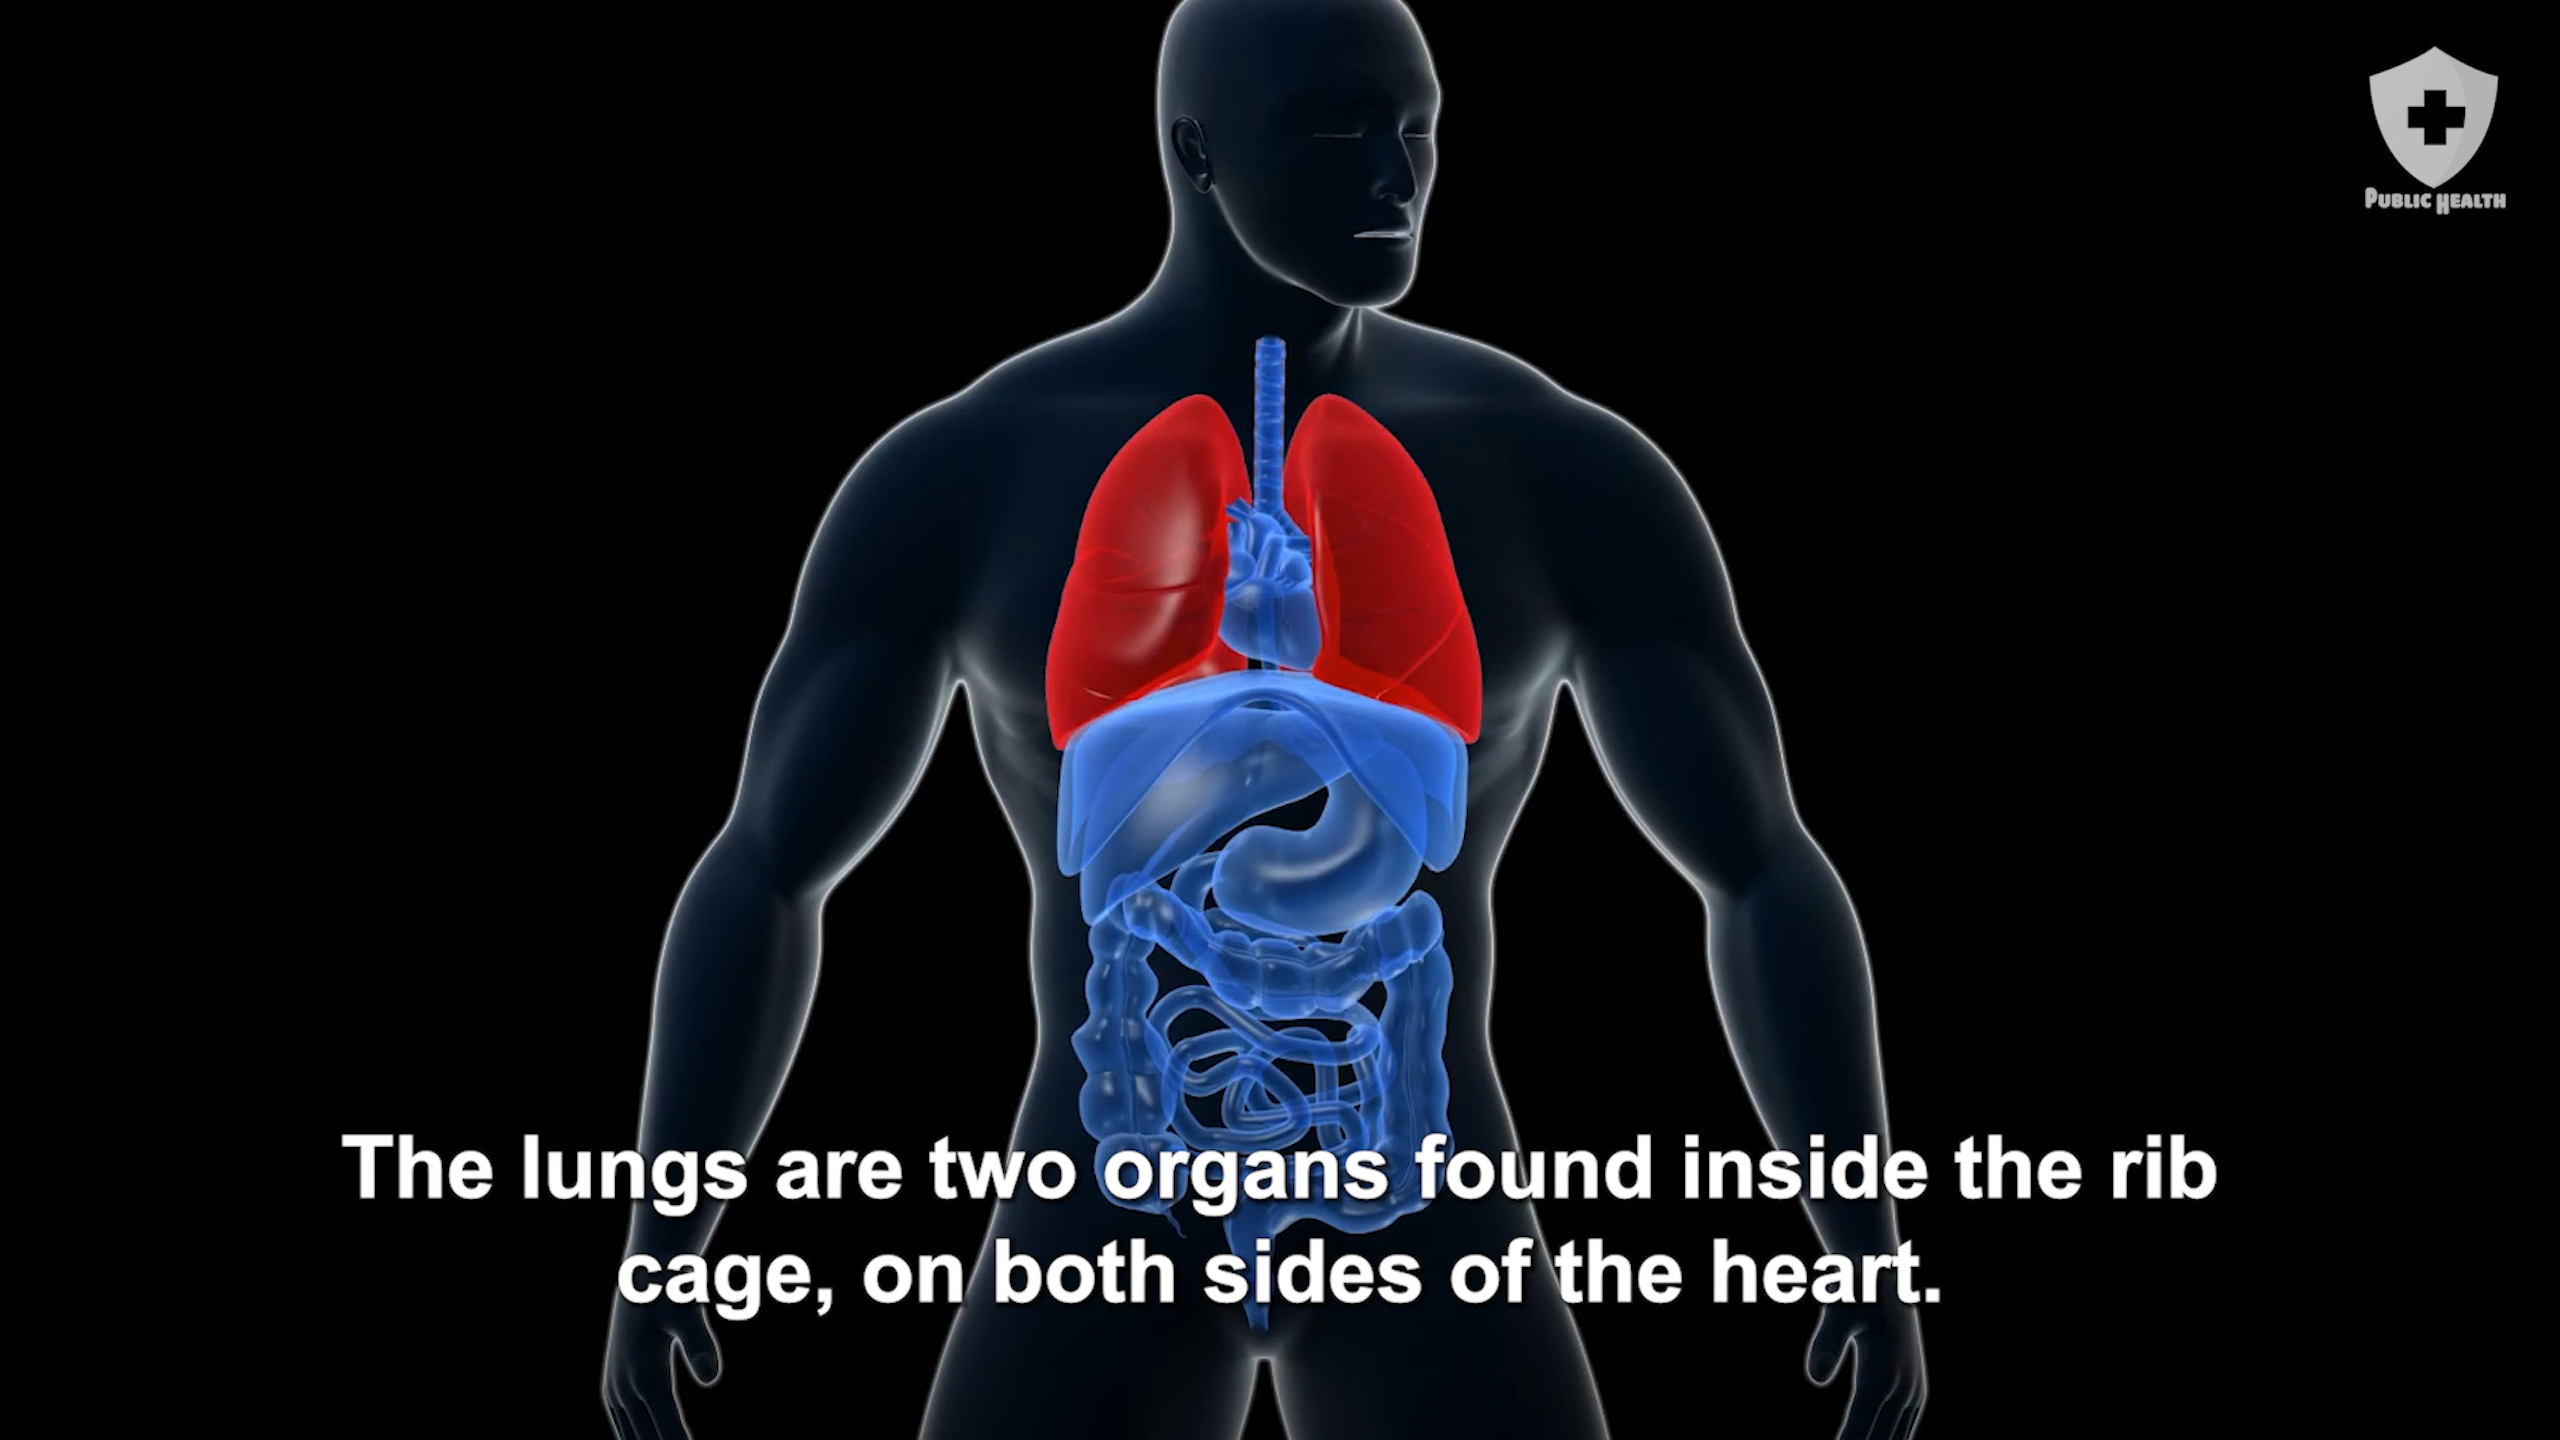 PUBLIC HEALTH
The lungs are two organs found inside the rib
cage, on both sides of the heart.